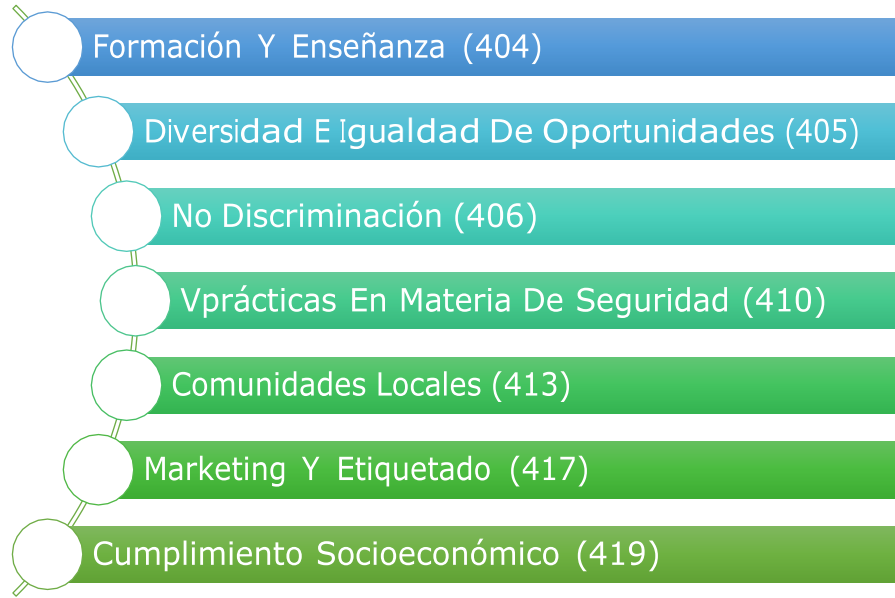 Formación Y Enseñanza (404)
Diversidad E Igualdad De Oportunidades (405)
No Discriminación (406)
Vprácticas En Materia De Seguridad (410)
Comunidades Locales (413)
Marketing Y Etiquetado (417)
Cumplimiento Socioeconómico (419)